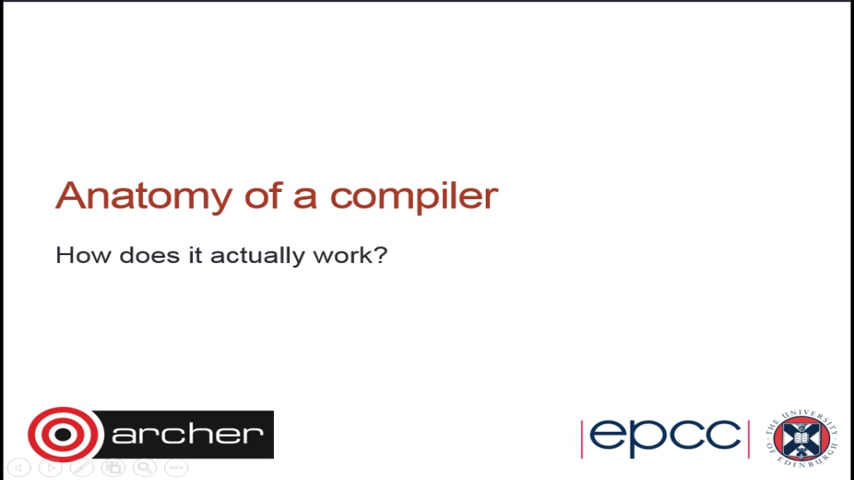 Anatomy of a compiler
How does it actually work?
archer
epcc
THE UNIVERSITY OF EDINBURGH